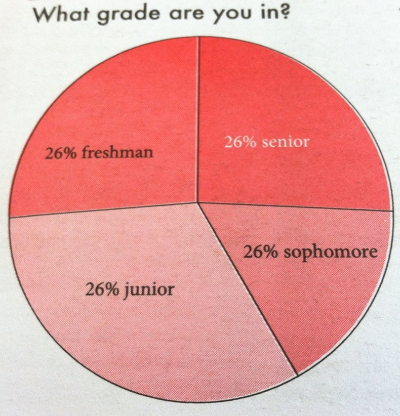 What grade are you in?
26% freshman
26% senior
26% sophomore
26% junior